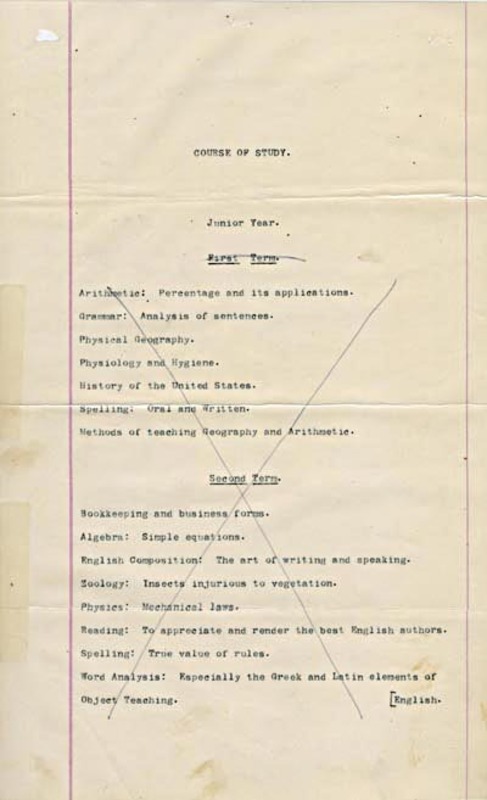 COURSE OF STUDY.
Junior Year.
First Term.
Arithmetic: Percentage and its applications.
Grammar: Analysis of sentences.
Physical Geography.
Physiology and Hygiene.
History of the United States.
Spelling: Oral and Written.
Methods of teaching Geography and Arithmetic.
Second Term.
Bookkeeping and business forms.
Algebra: Simple equations.
English Composition: The art of writing and speaking.
Zoology: Insects injurious to vegetation.
Physics: Mechanical laws.
Reading: To appreciate and render the best English authors.
Spelling: True value of rules.
Word Analysis: Especially the Greek and Latin elements of
Object Teaching. [English.